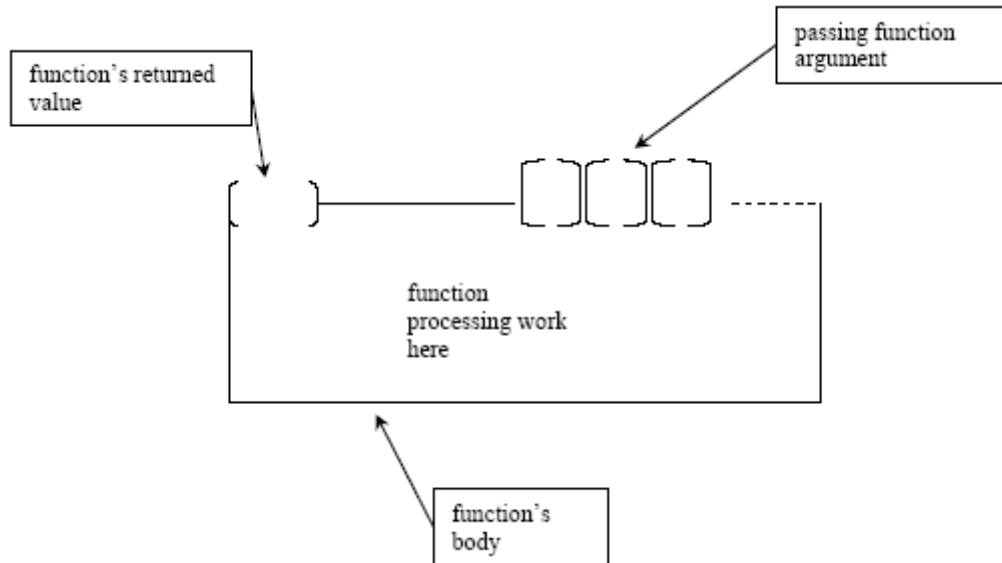 passing function
argument
function’s returned
value
function
processing work
here
function’s
body